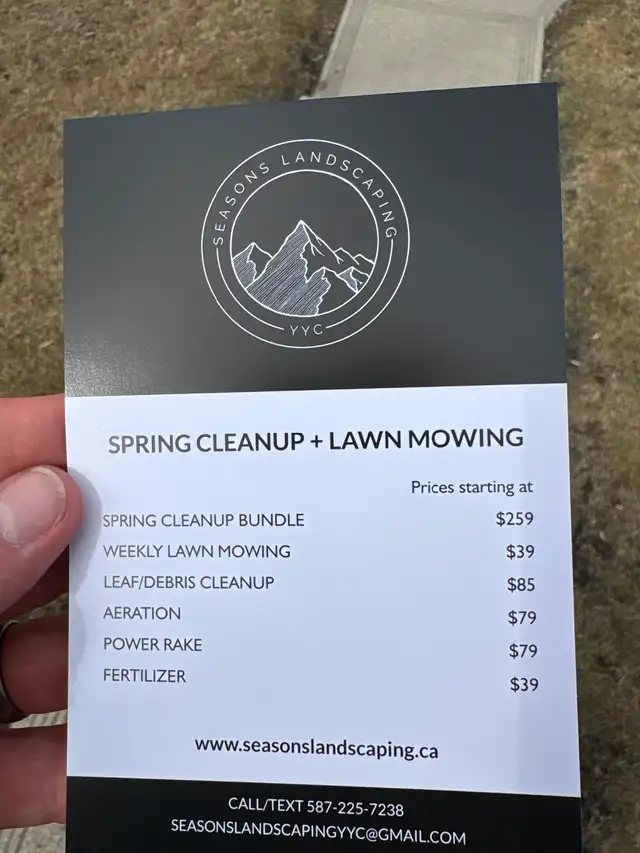 SEASONS LANDSCAPING
YYC
SPRING CLEANUP + LAWN MOWING
Prices starting at
SPRING CLEANUP BUNDLE $259
WEEKLY LAWN MOWING $39
LEAF/DEBRIS CLEANUP $85
AERATION $79
POWER RAKE $79
FERTILIZER $39
www.seasonslandscaping.ca
CALL/TEXT 587-225-7238
SEASONSLANDSCAPINGYYC@GMAIL.COM